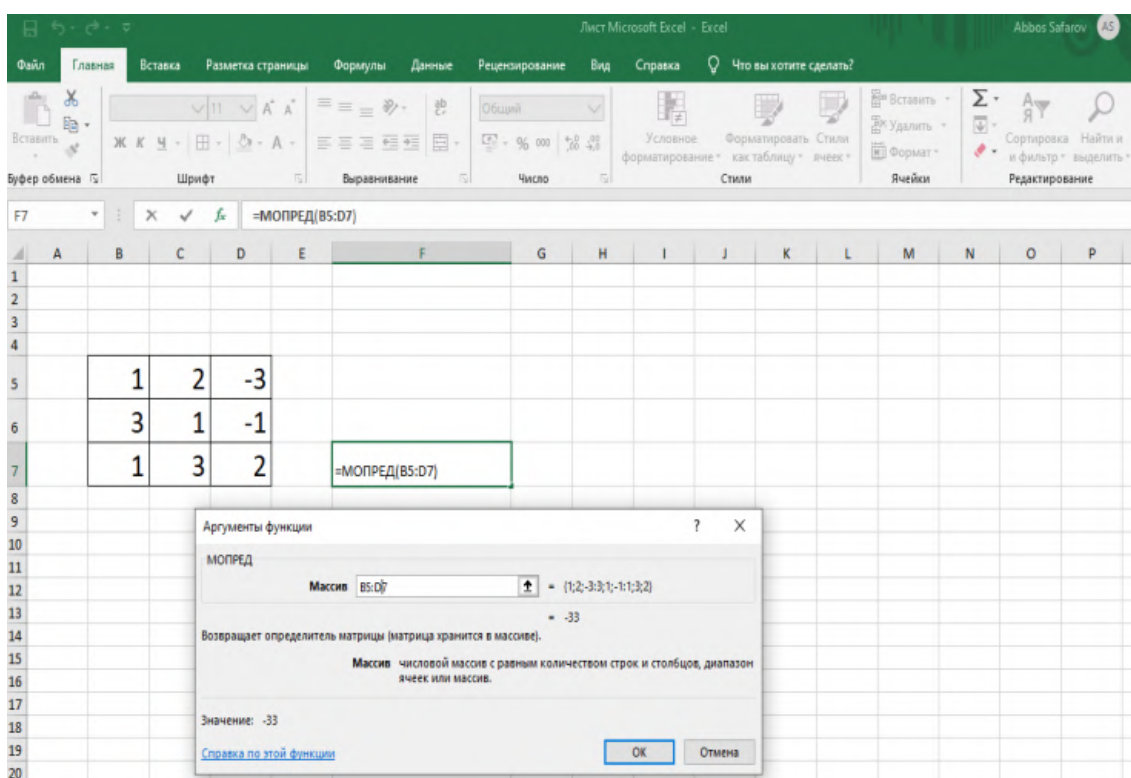 Лист Microsoft Excel - Excel
Abbos Safarov AS
Файл Главная Вставка Разметка страницы Формулы Данные Рецензирование Вид Справка Что вы хотите сделать?
Вставить
11 A A
Общий
Ж К Ч A
% 000
Условное форматирование
Форматировать как таблицу
Стили ячеек
Вставить
Удалить
Формат
Σ
Сортировка и фильтр
Найти и выделить
Буфер обмена Шрифт Выравнивание Число Стили Ячейки Редактирование
F7 fx =МОПРЕД(B5:D7)
A B C D E F G H I J K L M N O P
1
2
3
4
5 1 2 -3
6 3 1 -1
7 1 3 2 =МОПРЕД(B5:D7)
8
9
10
11
12
13
14
15
16
17
18
19
20
Аргументы функции ? X
МОПРЕД
Массив B5:D7 = {1;2;-3:3;1;-1:1;3;2}
= -33
Возвращает определитель матрицы (матрица хранится в массиве).
Массив числовой массив с равным количеством строк и столбцов, диапазон
ячеек или массив.
Значение: -33
Справка по этой функции
ОК Отмена